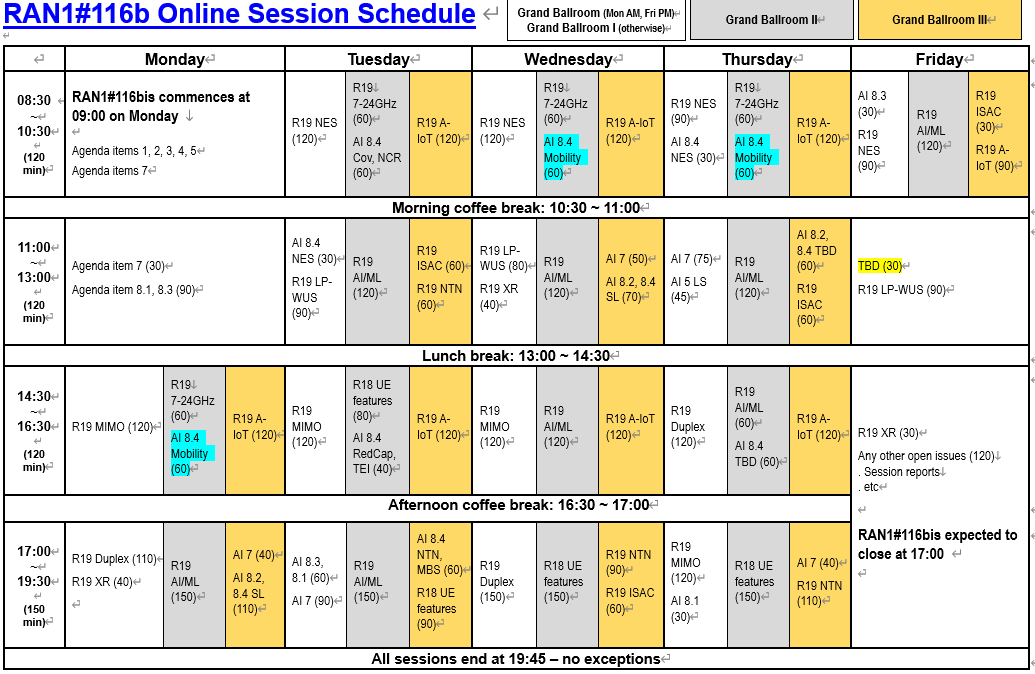 RAN1#116b Online Session Schedule
Grand Ballroom (Mon AM, Fri PM)
Grand Ballroom I (otherwise)
Grand Ballroom II
Grand Ballroom III
Monday
Tuesday
Wednesday
Thursday
Friday
08:30
~
10:30
(120
min)
RAN1#116bis commences at
09:00 on Monday ↓
Agenda items 1, 2, 3, 4, 5
Agenda items 7
R19 NES
(120)
R19↓
7-24GHz
(60)
AI 8.4
Cov, NCR
(60)
R19 A-
IoT (120)
R19 NES
(120)
R19↓
7-24GHz
(60)
AI 8.4
Mobility
(60)
R19 A-IoT
(120)
R19 NES
(90)
AI 8.4
NES (30)
R19↓
7-24GHz
(60)
AI 8.4
Mobility
(60)
R19 A-
IoT (120)
AI 8.3
(30)
R19
NES
(90)
R19
AI/ML
(120)
R19
ISAC
(30)
R19 A-
IoT (90)
Morning coffee break: 10:30 ~ 11:00
11:00
~
13:00
(120
min)
Agenda item 7 (30)
Agenda item 8.1, 8.3 (90)
AI 8.4
NES (30)
R19 LP-
WUS
(90)
R19
AI/ML
(120)
R19
ISAC (60)
R19 NTN
(60)
R19 LP-
WUS (80)
R19 XR
(40)
R19
AI/ML
(120)
AI 7 (50)
AI 8.2, 8.4
SL (70)
AI 7 (75)
AI 5 LS
(45)
R19
AI/ML
(120)
AI 8.2,
8.4 TBD
(60)
R19
ISAC
(60)
TBD (30)
R19 LP-WUS (90)
Lunch break: 13:00 ~ 14:30
14:30
~
16:30
(120
min)
R19 MIMO (120)
R19↓
7-24GHz
(60)
AI 8.4
Mobility
(60)
R19 A-
IoT (120)
R19
MIMO
(120)
R18 UE
features
(80)
AI 8.4
RedCap,
TEI (40)
R19 A-
IoT (120)
R19
MIMO
(120)
R19
AI/ML
(120)
R19 A-IoT
(120)
R19
Duplex
(120)
R19
AI/ML
(60)
AI 8.4
TBD (60)
R19 A-
IoT (120)
R19 XR (30)
Any other open issues (120)↓
. Session reports↓
. etc
RAN1#116bis expected to
close at 17:00
Afternoon coffee break: 16:30 ~ 17:00
17:00
~
19:30
(150
min)
R19 Duplex (110)
R19 XR (40)
R19
AI/ML
(150)
AI 7 (40)
AI 8.2,
8.4 SL
(110)
AI 8.3,
8.1 (60)
AI 7 (90)
R19
AI/ML
(150)
AI 8.4
NTN,
MBS (60)
R18 UE
features
(90)
R19
Duplex
(150)
R18 UE
features
(150)
R19 NTN
(90)
R19 ISAC
(60)
R19
MIMO
(120)
AI 8.1
(30)
R18 UE
features
(150)
AI 7 (40)
R19 NTN
(110)
All sessions end at 19:45 – no exceptions